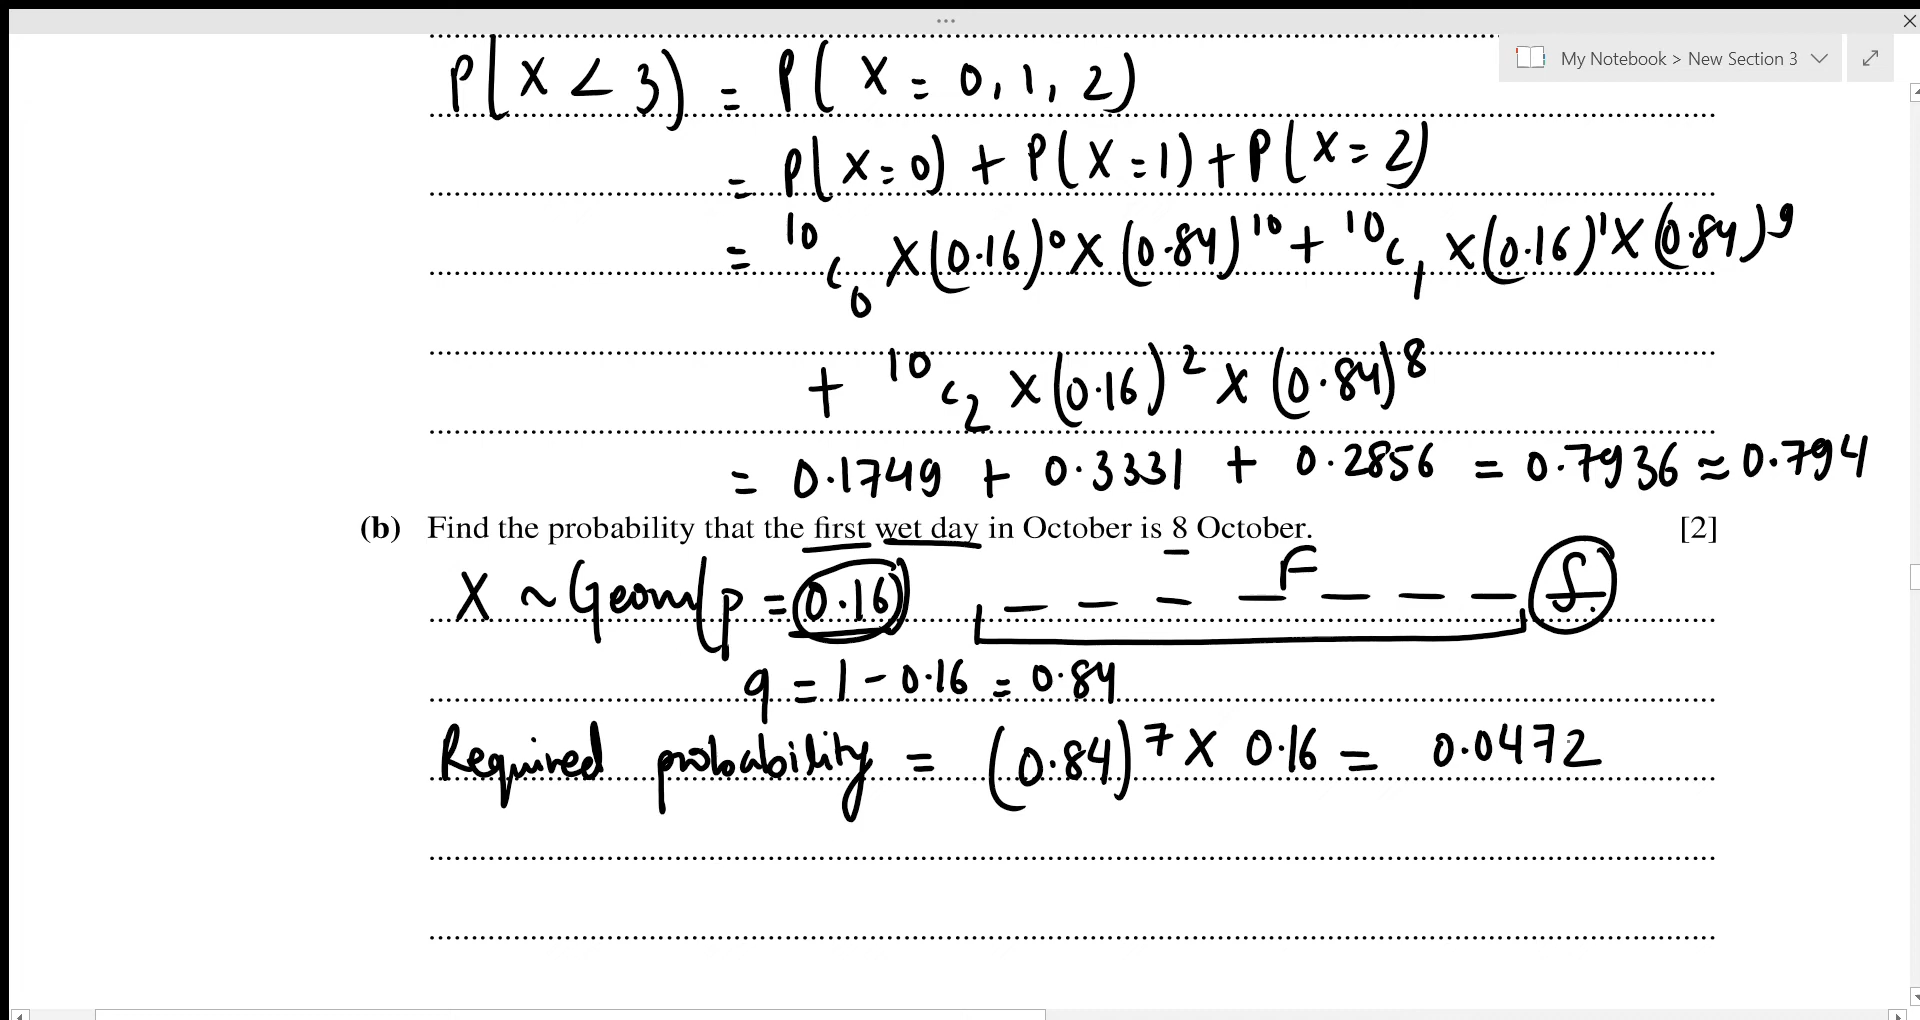 My Notebook > New Section 3
P(X < 3) = P(X = 0, 1, 2)
= P(X = 0) + P(X = 1) + P(X = 2)
= ¹⁰C₀ × (0.16)⁰ × (0.84)¹⁰ + ¹⁰C₁ × (0.16)¹ × (0.84)⁹
+ ¹⁰C₂ × (0.16)² × (0.84)⁸
= 0.1749 + 0.3331 + 0.2856 = 0.7936 ≈ 0.794
(b) Find the probability that the first wet day in October is 8 October. [2]
X ~ Geom(p = 0.16) F S
q = 1 - 0.16 = 0.84
Required probability = (0.84)⁷ × 0.16 = 0.0472